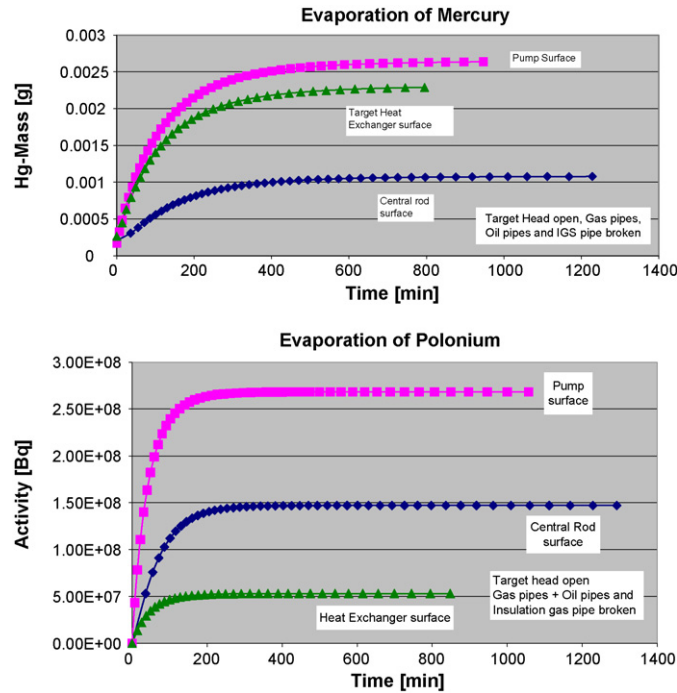 Evaporation of Mercury
0.003
0.0025
0.002
0.0015
0.001
0.0005
0
Hg-Mass [g]
Pump Surface
Target Heat
Exchanger surface
Central rod
surface
Target Head open, Gas pipes,
Oil pipes and IGS pipe broken
0 200 400 600 800 1000 1200 1400
Time [min]
Evaporation of Polonium
3.00E+08
2.50E+08
2.00E+08
1.50E+08
1.00E+08
5.00E+07
0.00E+00
Activity [Bq]
Pump
surface
Central Rod
surface
Target head open
Gas pipes + Oil pipes and
Insulation gas pipe broken
Heat Exchanger surface
0 200 400 600 800 1000 1200 1400
Time [min]